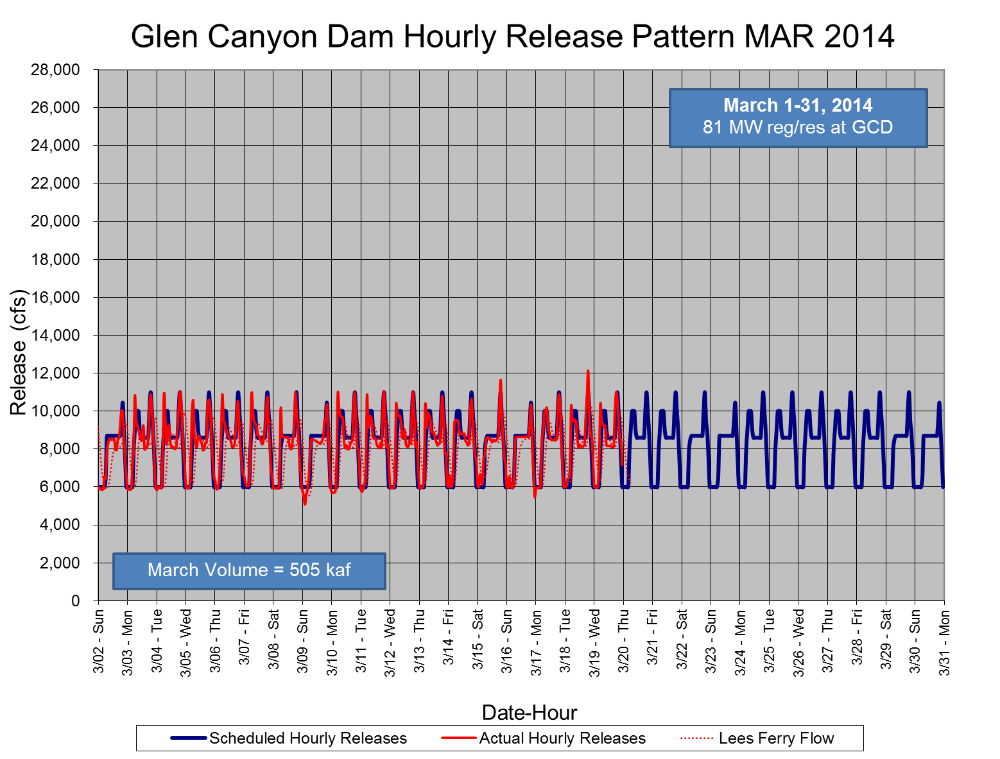 Glen Canyon Dam Hourly Release Pattern MAR 2014
28,000
26,000
24,000
22,000
20,000
18,000
16,000
14,000
12,000
10,000
8,000
6,000
4,000
2,000
0
Release (cfs)
March 1-31, 2014
81 MW reg/res at GCD
March Volume = 505 kaf
3/02 - Sun
3/03 - Mon
3/04 - Tue
3/05 - Wed
3/06 - Thu
3/07 - Fri
3/08 - Sat
3/09 - Sun
3/10 - Mon
3/11 - Tue
3/12 - Wed
3/13 - Thu
3/14 - Fri
3/15 - Sat
3/16 - Sun
3/17 - Mon
3/18 - Tue
3/19 - Wed
3/20 - Thu
3/21 - Fri
3/22 - Sat
3/23 - Sun
3/24 - Mon
3/25 - Tue
3/26 - Wed
3/27 - Thu
3/28 - Fri
3/29 - Sat
3/30 - Sun
3/31 - Mon
Date-Hour
Scheduled Hourly Releases
Actual Hourly Releases
Lees Ferry Flow